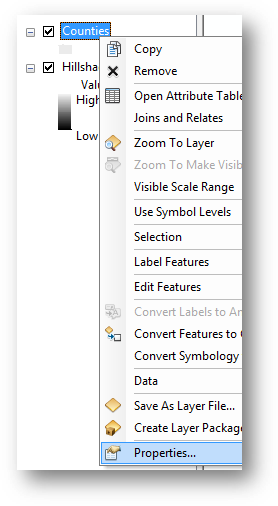 Counties
Copy
Remove
Hillsha
Open Attribute Table
Valu
High
Joins and Relates
Low
Zoom To Layer
Zoom To Make Visib
Visible Scale Range
Use Symbol Levels
Selection
Label Features
Edit Features
Convert Labels to An
Convert Features to G
Convert Symbology
Data
Save As Layer File...
Create Layer Package
Properties...